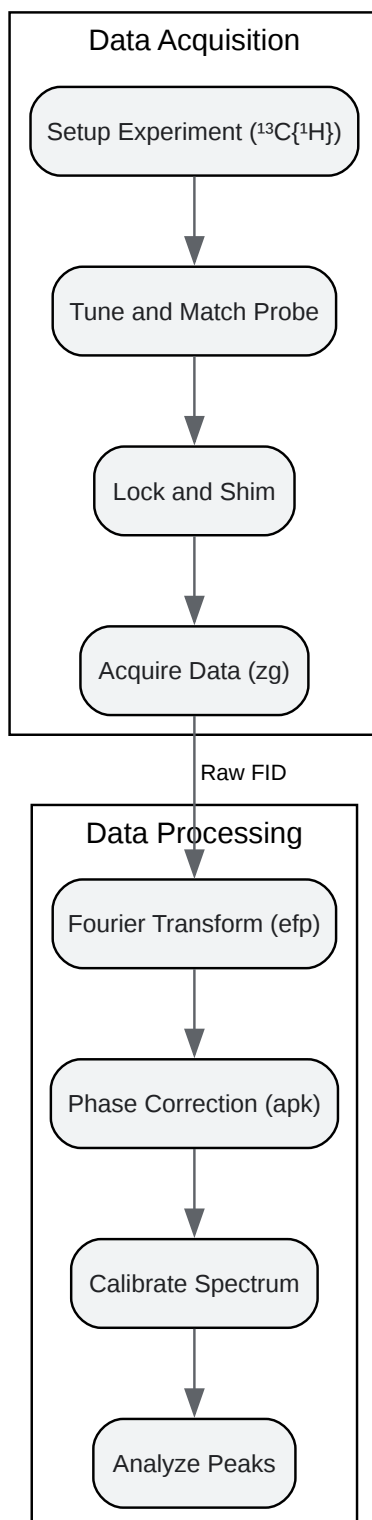 Data Acquisition
Setup Experiment (¹³C{¹H})
Tune and Match Probe
Lock and Shim
Acquire Data (zg)
Raw FID
Data Processing
Fourier Transform (efp)
Phase Correction (apk)
Calibrate Spectrum
Analyze Peaks